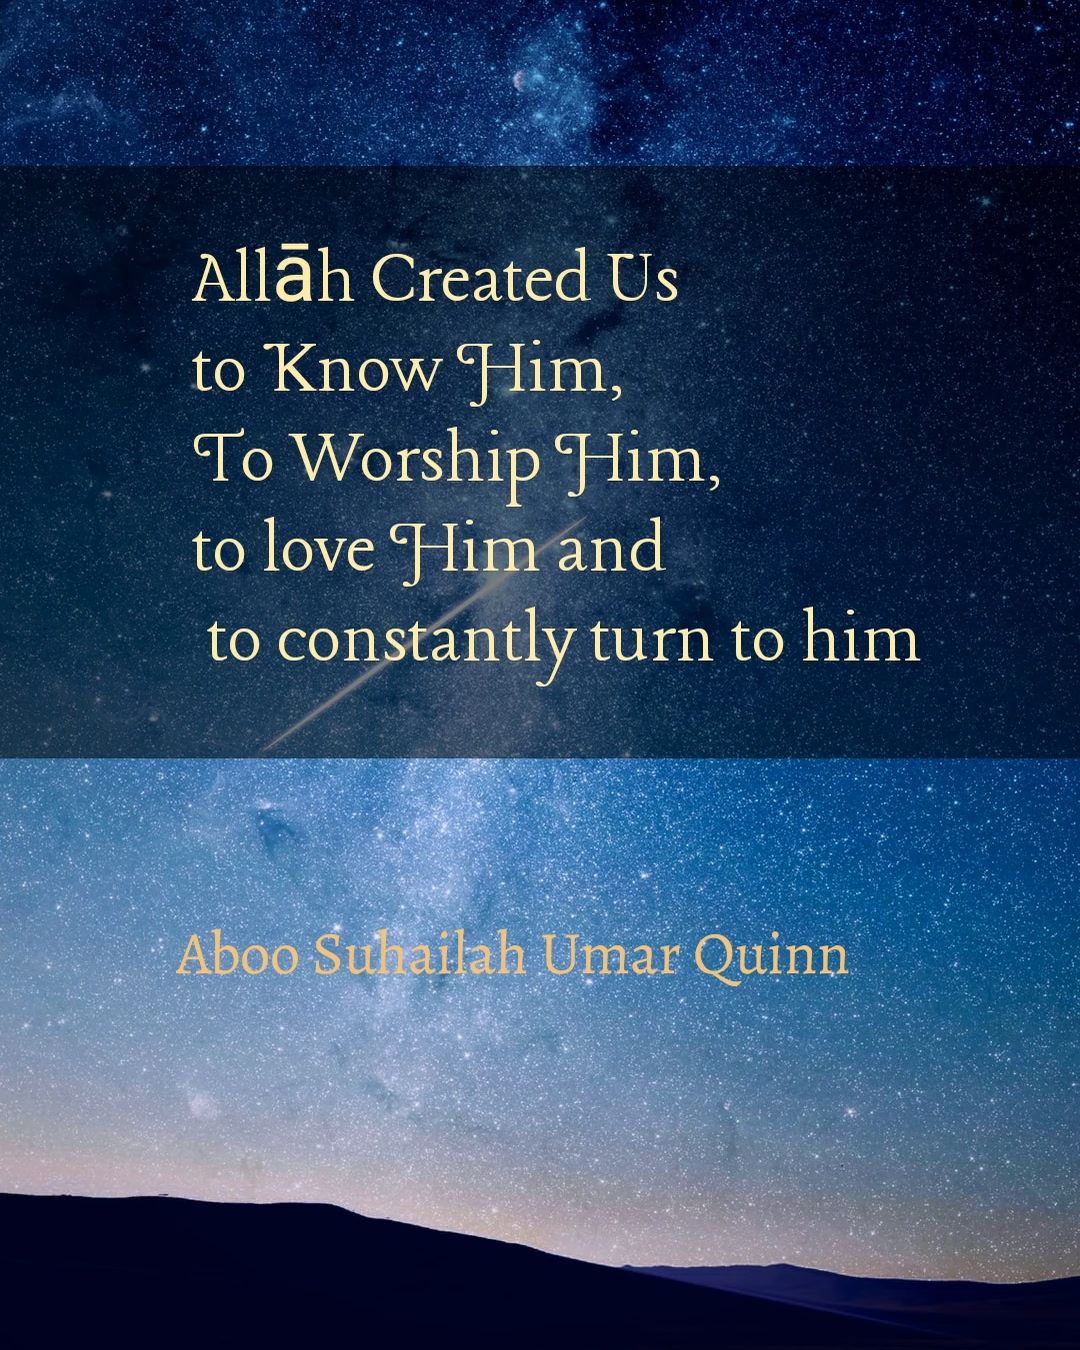 Allāh Created Us
to Know Him,
To Worship Him,
to love Him and
to constantly turn to him
Aboo Suhailah Umar Quinn